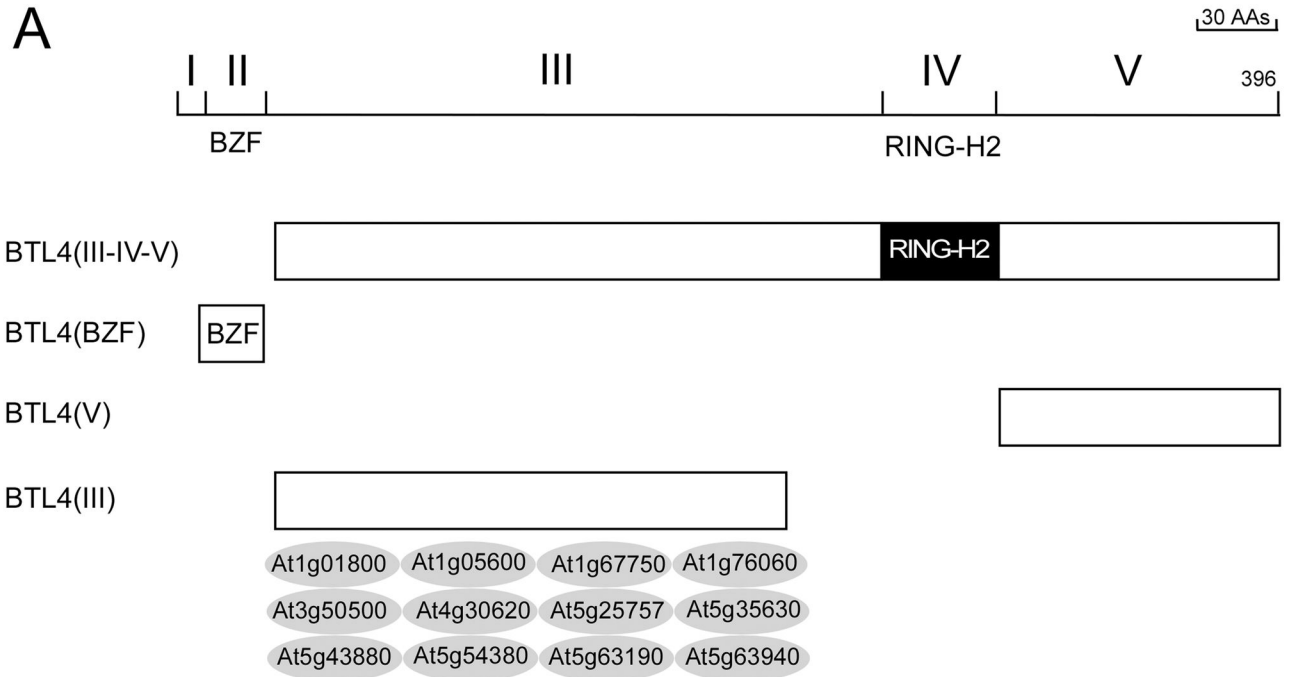 A
30 AAs
I II III IV V 396
BZF RING-H2
BTL4(III-IV-V) RING-H2
BTL4(BZF) BZF
BTL4(V)
BTL4(III)
At1g01800 At1g05600 At1g67750 At1g76060
At3g50500 At4g30620 At5g25757 At5g35630
At5g43880 At5g54380 At5g63190 At5g63940